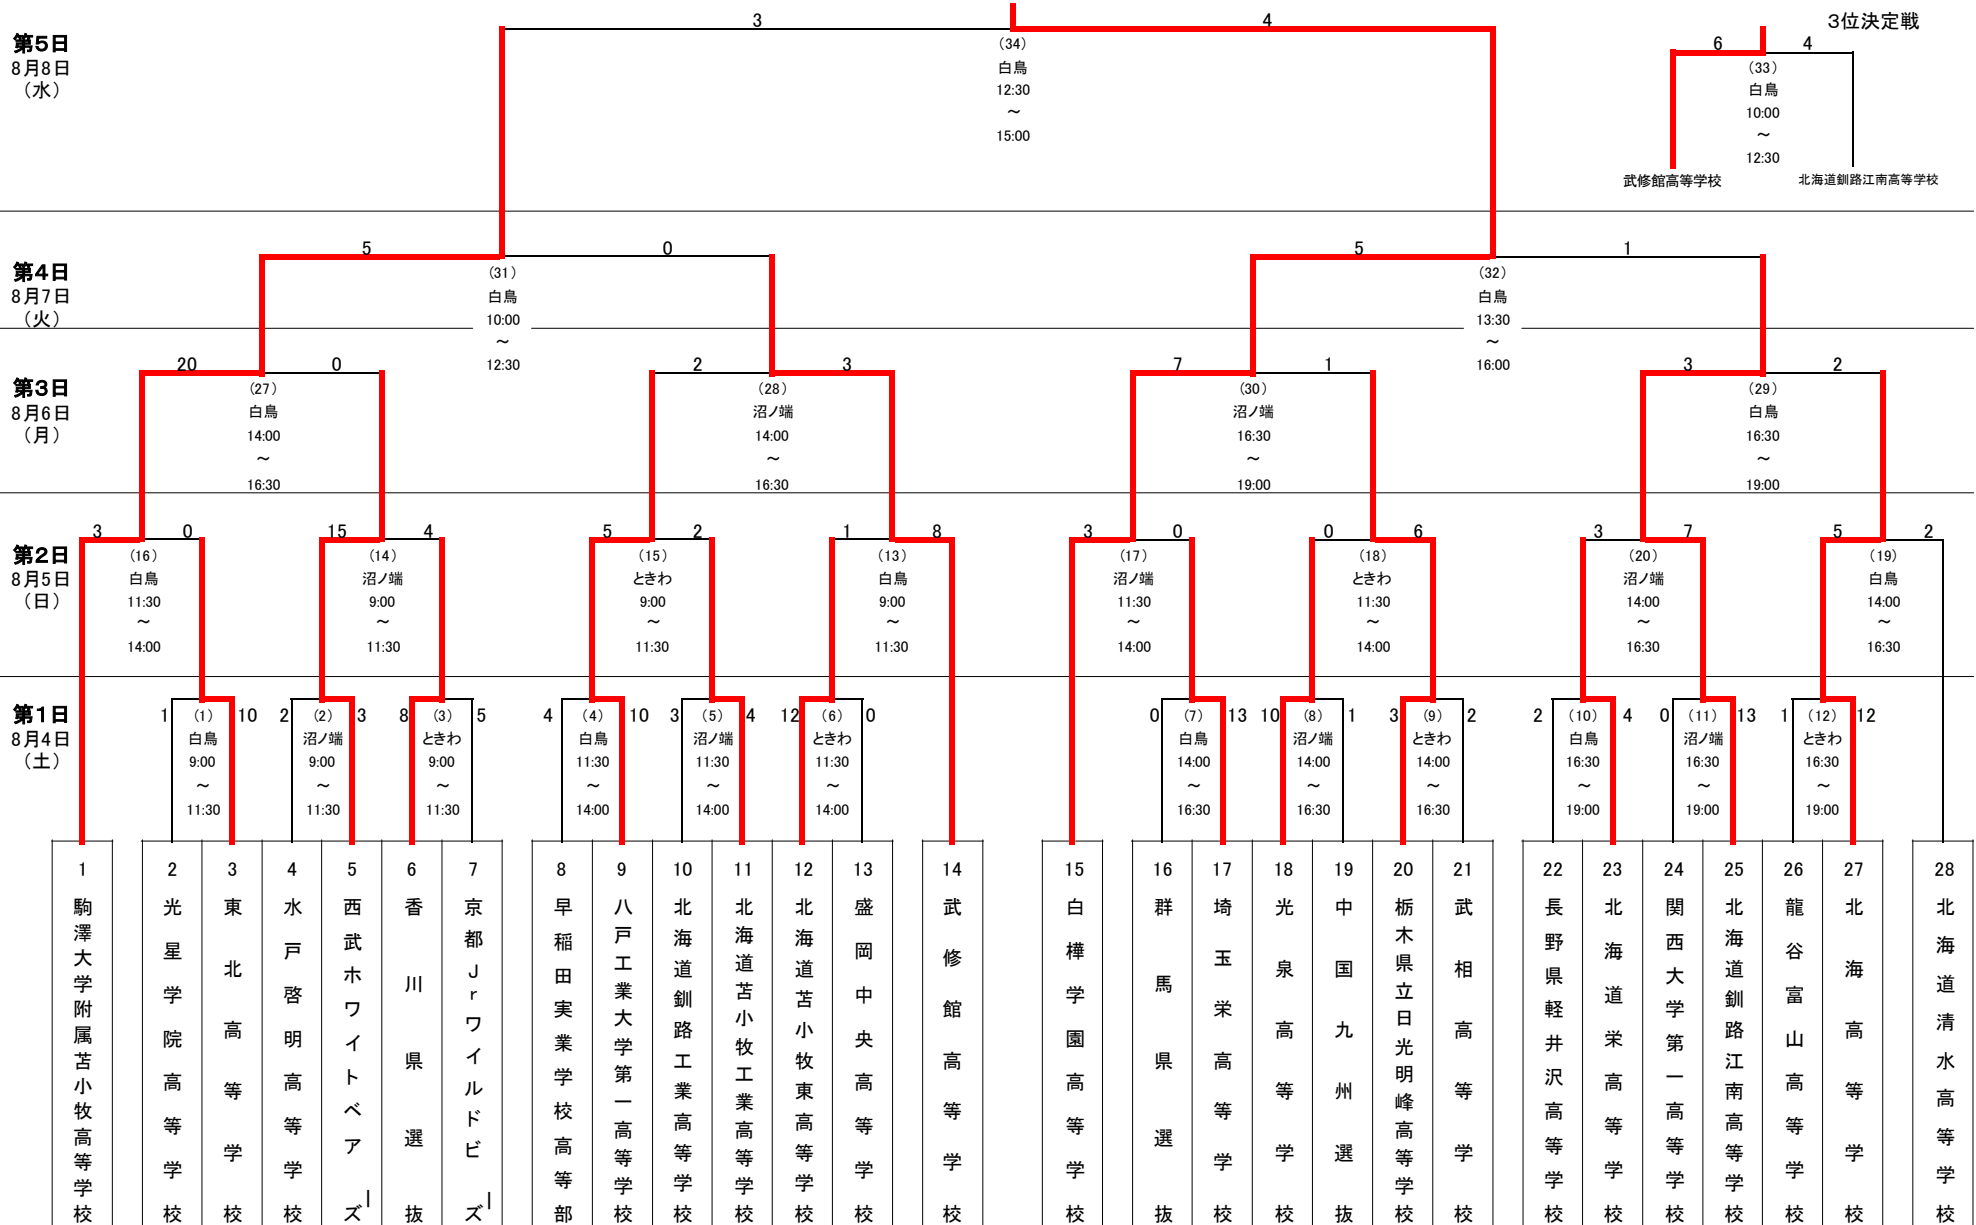 3位決定戦
第5日
8月8日
（水）
3
4
(34)
白鳥
12:30
～
15:00
6
4
(33)
白鳥
10:00
～
12:30
武修館高等学校
北海道釧路江南高等学校
第4日
8月7日
（火）
5
0
(31)
白鳥
10:00
～
12:30
5
1
(32)
白鳥
13:30
～
16:00
第3日
8月6日
（月）
20
0
(27)
白鳥
14:00
～
16:30
2
3
(28)
沼ノ端
14:00
～
16:30
7
1
(30)
沼ノ端
16:30
～
19:00
3
2
(29)
白鳥
16:30
～
19:00
第2日
8月5日
（日）
3
0
(16)
白鳥
11:30
～
14:00
15
4
(14)
沼ノ端
9:00
～
11:30
5
2
(15)
ときわ
9:00
～
11:30
1
8
(13)
白鳥
9:00
～
11:30
3
0
(17)
沼ノ端
11:30
～
14:00
0
6
(18)
ときわ
11:30
～
14:00
3
7
(20)
沼ノ端
14:00
～
16:30
5
2
(19)
白鳥
14:00
～
16:30
第1日
8月4日
（土）
1
10
(1)
白鳥
9:00
～
11:30
2
3
(2)
沼ノ端
9:00
～
11:30
8
5
(3)
ときわ
9:00
～
11:30
4
10
(4)
白鳥
11:30
～
14:00
3
4
(5)
沼ノ端
11:30
～
14:00
12
0
(6)
ときわ
11:30
～
14:00
0
13
(7)
白鳥
14:00
～
16:30
10
1
(8)
沼ノ端
14:00
～
16:30
3
2
(9)
ときわ
14:00
～
16:30
2
4
(10)
白鳥
16:30
～
19:00
0
13
(11)
沼ノ端
16:30
～
19:00
1
12
(12)
ときわ
16:30
～
19:00
1
駒澤大学附属苫小牧高等学校
2
光星学院高等学校
3
東北高等学校
4
水戸啓明高等学校
5
西武ホワイトベアーズ
6
香川県選抜
7
京都Jrワイルドビーズ
8
早稲田実業学校高等部
9
八戸工業大学第一高等学校
10
北海道釧路工業高等学校
11
北海道苫小牧工業高等学校
12
北海道苫小牧東高等学校
13
盛岡中央高等学校
14
武修館高等学校
15
白樺学園高等学校
16
群馬県選抜
17
埼玉栄高等学校
18
光泉高等学校
19
中国九州選抜
20
栃木県立日光明峰高等学校
21
武相高等学校
22
長野県軽井沢高等学校
23
北海道栄高等学校
24
関西大学第一高等学校
25
北海道釧路江南高等学校
26
龍谷富山高等学校
27
北海高等学校
28
北海道清水高等学校